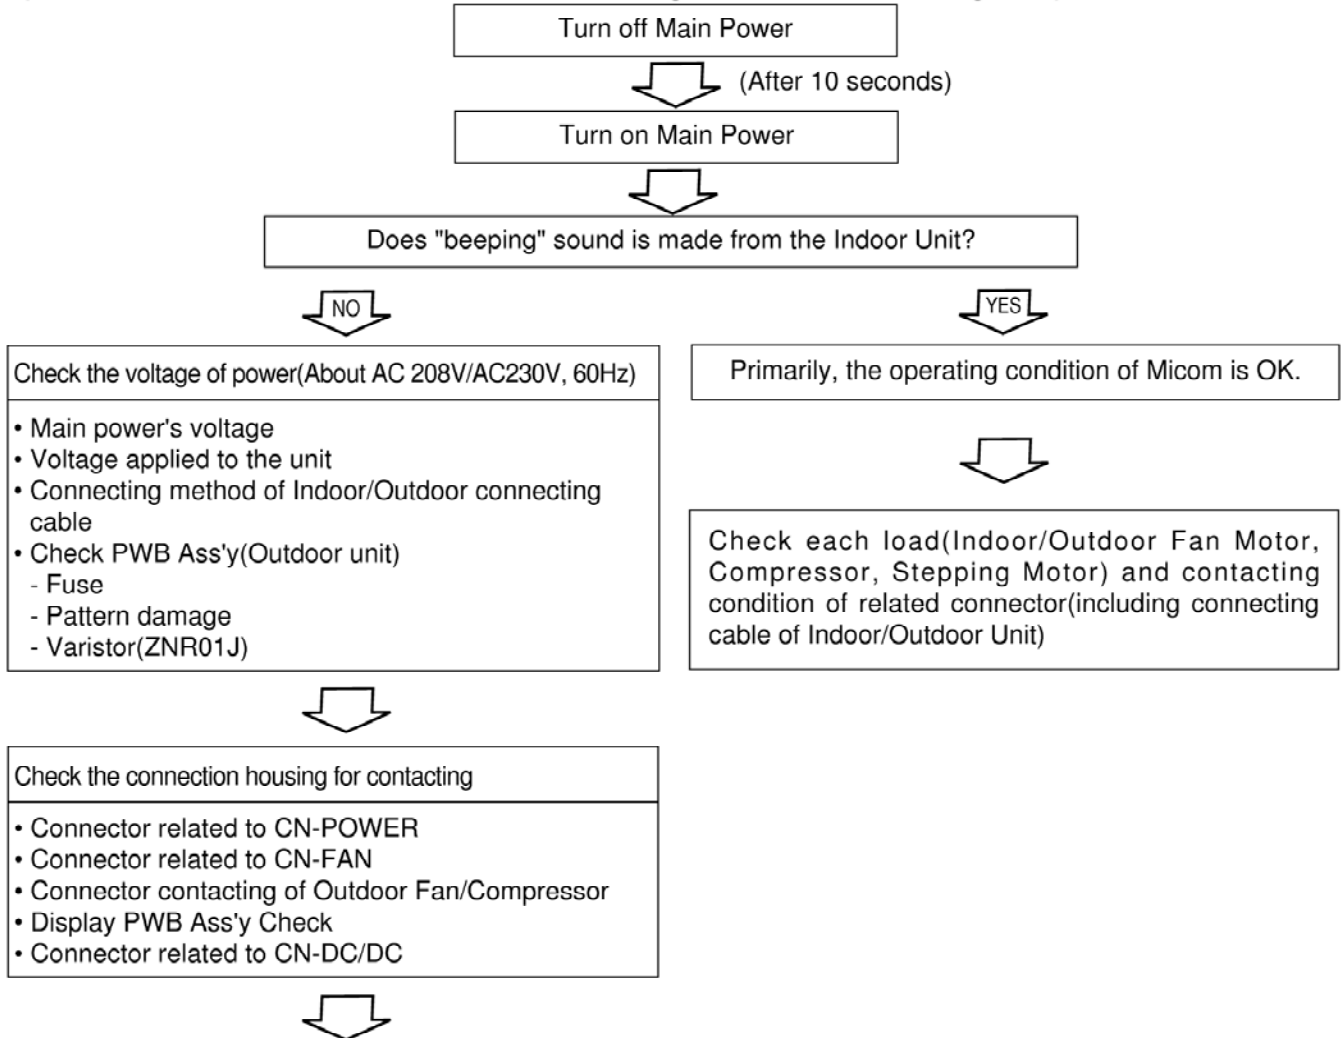 Turn off Main Power
(After 10 seconds)
Turn on Main Power
Does "beeping" sound is made from the Indoor Unit?
NO
YES
Check the voltage of power(About AC 208V/AC230V, 60Hz)
• Main power's voltage
• Voltage applied to the unit
• Connecting method of Indoor/Outdoor connecting
cable
• Check PWB Ass'y(Outdoor unit)
- Fuse
- Pattern damage
- Varistor(ZNR01J)
Primarily, the operating condition of Micom is OK.
Check each load(Indoor/Outdoor Fan Motor,
Compressor, Stepping Motor) and contacting
condition of related connector(including connecting
cable of Indoor/Outdoor Unit)
Check the connection housing for contacting
• Connector related to CN-POWER
• Connector related to CN-FAN
• Connector contacting of Outdoor Fan/Compressor
• Display PWB Ass'y Check
• Connector related to CN-DC/DC